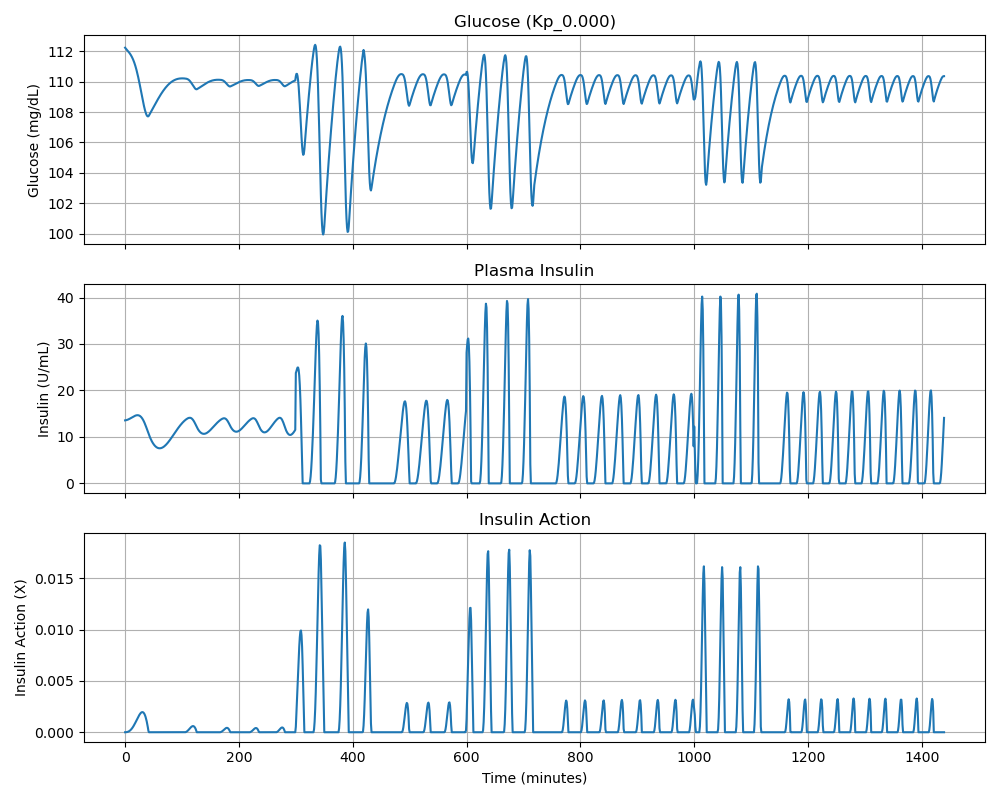 Glucose (Kp_0.000)
Glucose (mg/dL)
112
110
108
106
104
102
100
Plasma Insulin
Insulin (U/mL)
40
30
20
10
0
Insulin Action
Insulin Action (X)
0.015
0.010
0.005
0.000
0 200 400 600 800 1000 1200 1400
Time (minutes)